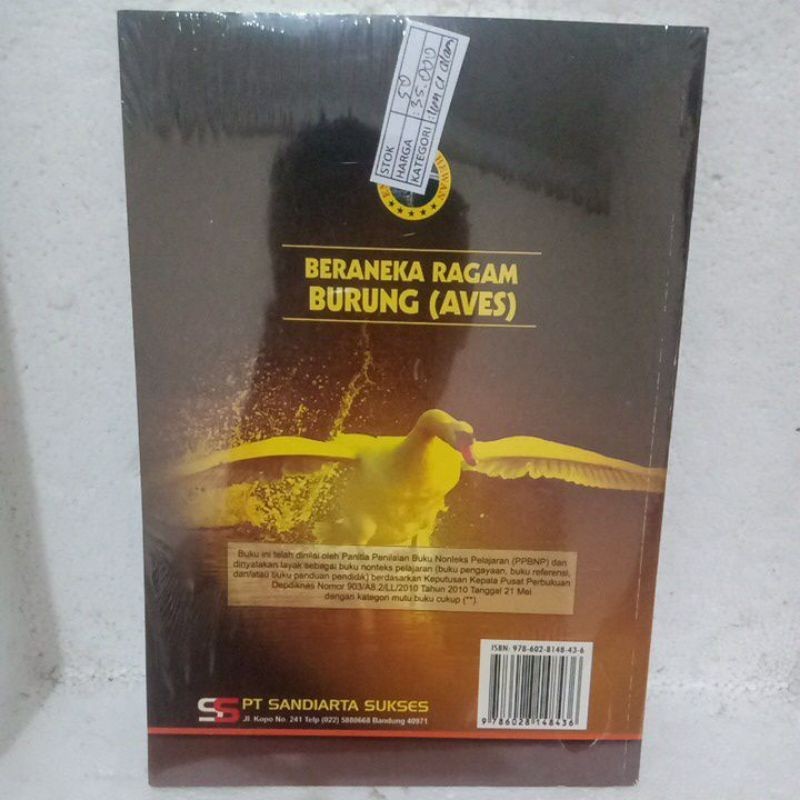 STOK 50
HARGA : 35.000
KATEGORI :
HEWAN
BERANEKA RAGAM
BURUNG (AVES)
Buku ini telah dinilai oleh Panitia Penilaian Buku Nonteks Pelajaran (PPBNP) dan
dinyatakan layak sebagai buku nonteks pelajaran (buku pengayaan, buku referensi,
dan/atau buku panduan pendidik) berdasarkan Keputusan Kepala Pusat Perbukuan
Depdiknas Nomor 903/A8.2/LL/2010 Tahun 2010 Tanggal 21 Mei
dengan kategori mutu buku cukup (**).
ISBN: 978-602-8148-43-6
9 786028 148436
SS PT SANDIARTA SUKSES
Jl. Kopo No. 241 Telp (022) 5880668 Bandung 40971